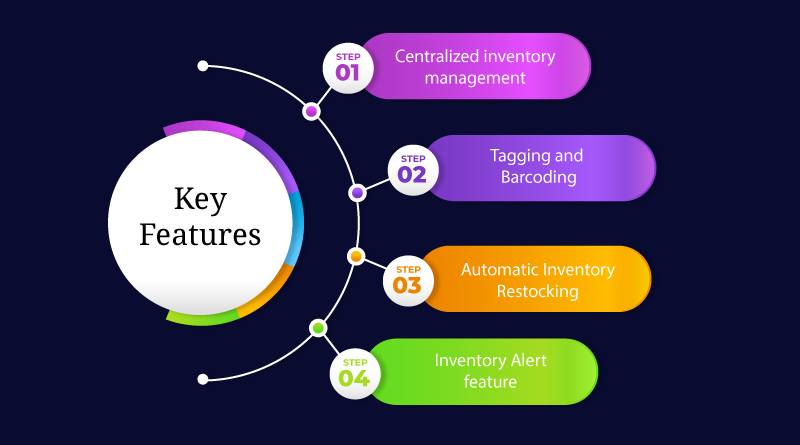 Key
Features
STEP
01
Centralized inventory
management
STEP
02
Tagging and
Barcoding
STEP
03
Automatic Inventory
Restocking
STEP
04
Inventory Alert
feature